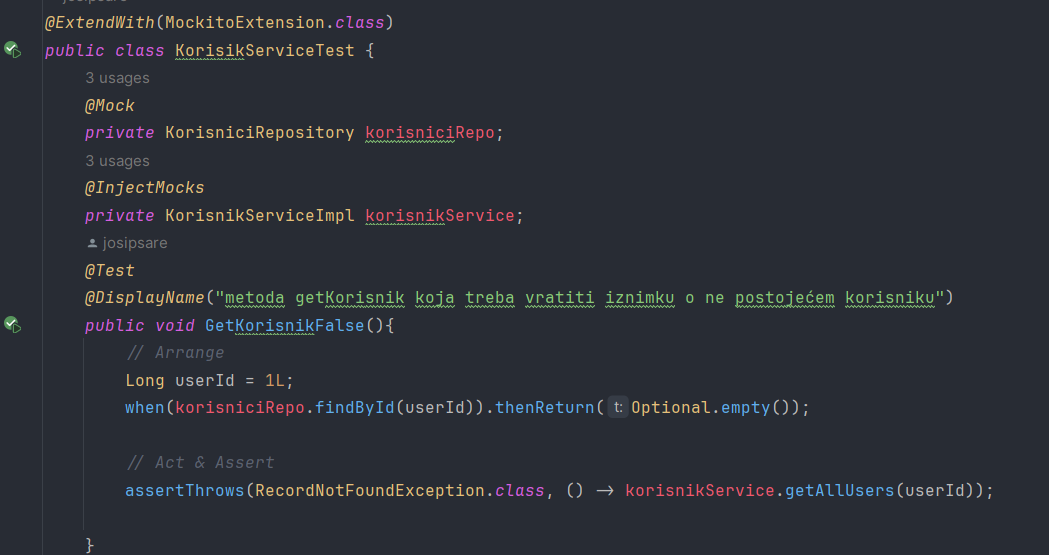 josipsare
@ExtendWith(MockitoExtension.class)
public class KorisikServiceTest {
3 usages
@Mock
private KorisniciRepository korisniciRepo;
3 usages
@InjectMocks
private KorisnikServiceImpl korisnikService;
josipsare
@Test
@DisplayName("metoda getKorisnik koja treba vratiti iznimku o ne postojećem korisniku")
public void GetKorisnikFalse(){
// Arrange
Long userId = 1L;
when(korisniciRepo.findById(userId)).thenReturn( t: Optional.empty());
// Act & Assert
assertThrows(RecordNotFoundException.class, () -> korisnikService.getAllUsers(userId));
}